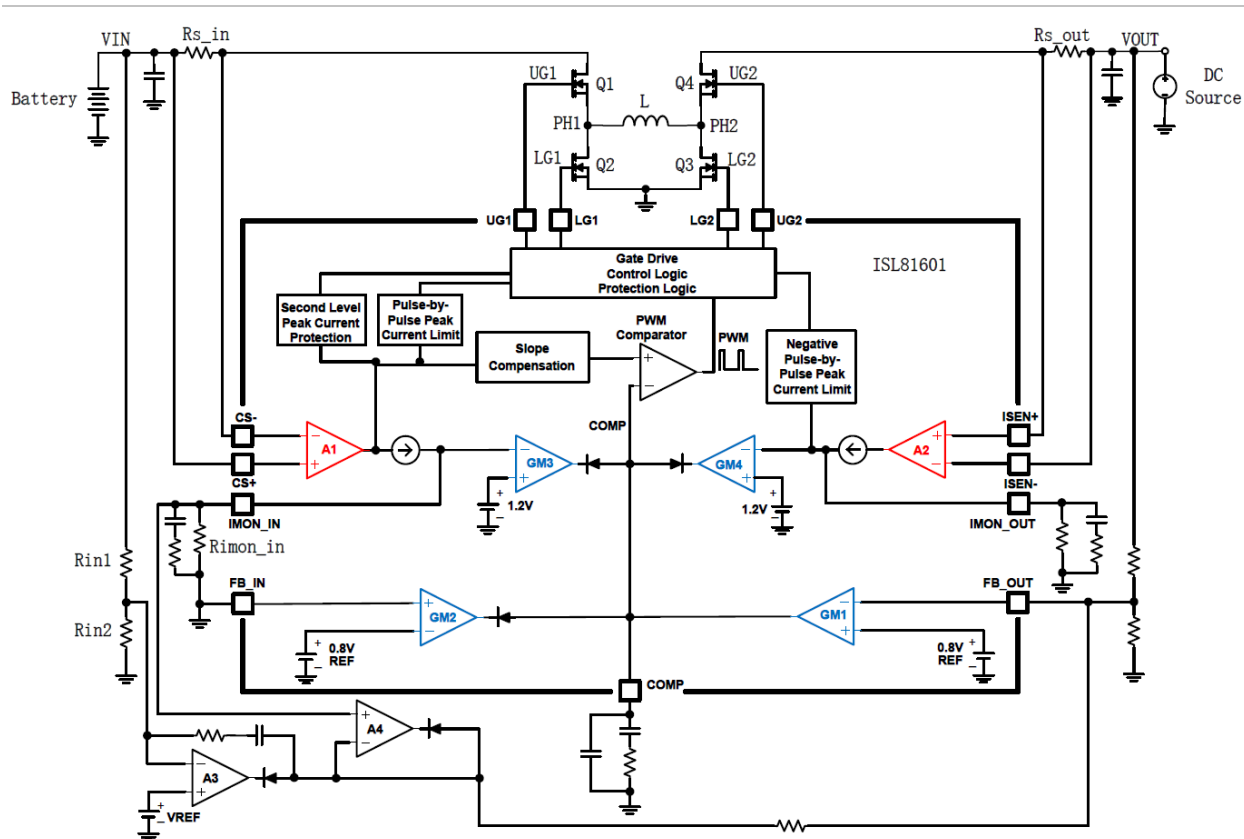 VIN
Rs_in
Rs_out
VOUT
Battery
UG1
Q1
Q4
UG2
DC
Source
L
PH1
PH2
LG1
Q2
Q3
LG2
UG1
LG1
LG2
UG2
Gate Drive
Control Logic
Protection Logic
ISL81601
Second Level
Peak Current
Protection
Pulse-by-
Pulse Peak
Current Limit
PWM
Comparator
PWM
Slope
Compensation
+
−
Negative
Pulse-by-
Pulse Peak
Current Limit
CS-
COMP
ISEN+
−
A1
+
−
GM3
+
−
GM4
+
+
A2
−
CS+
ISEN-
+
1.2V
−
+
1.2V
−
IMON_IN
IMON_OUT
Rimon_in
Rin1
FB_IN
FB_OUT
+
GM2
−
−
GM1
+
Rin2
+
0.8V
− REF
+
0.8V
− REF
COMP
+
A4
−
−
A3
+
+
− VREF